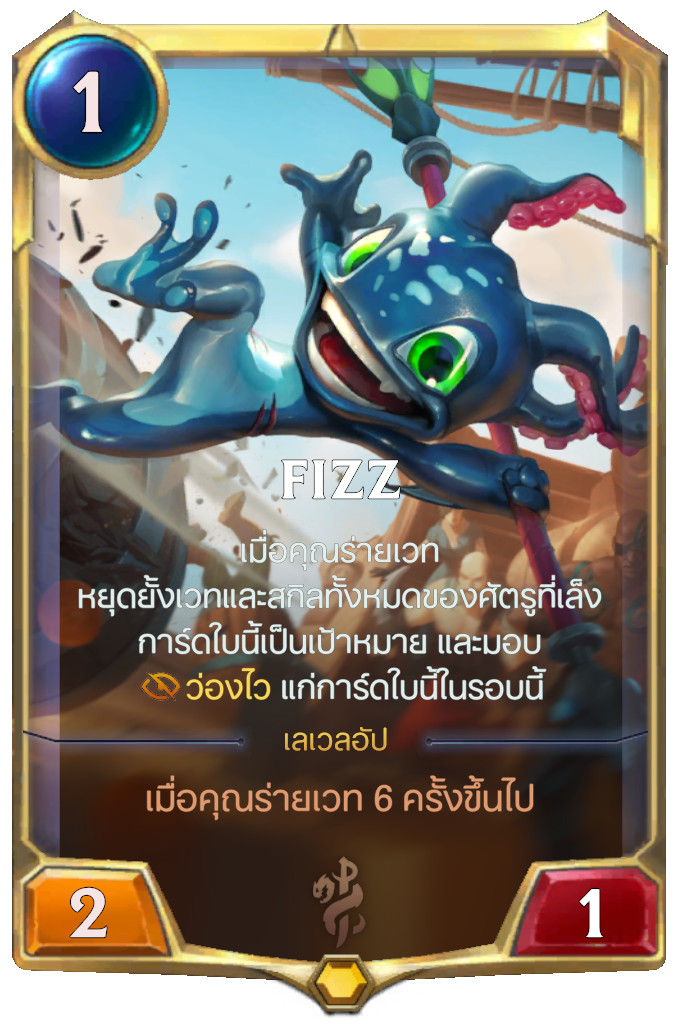 1
FIZZ
เมื่อคุณร่ายเวท
หยุดยั้งเวทและสกิลทั้งหมดของศัตรูที่เล็ง
การ์ดใบนี้เป็นเป้าหมาย และมอบ
ว่องไว แก่การ์ดใบนี้ในรอบนี้
เลเวลอัป
เมื่อคุณร่ายเวท 6 ครั้งขึ้นไป
2
1